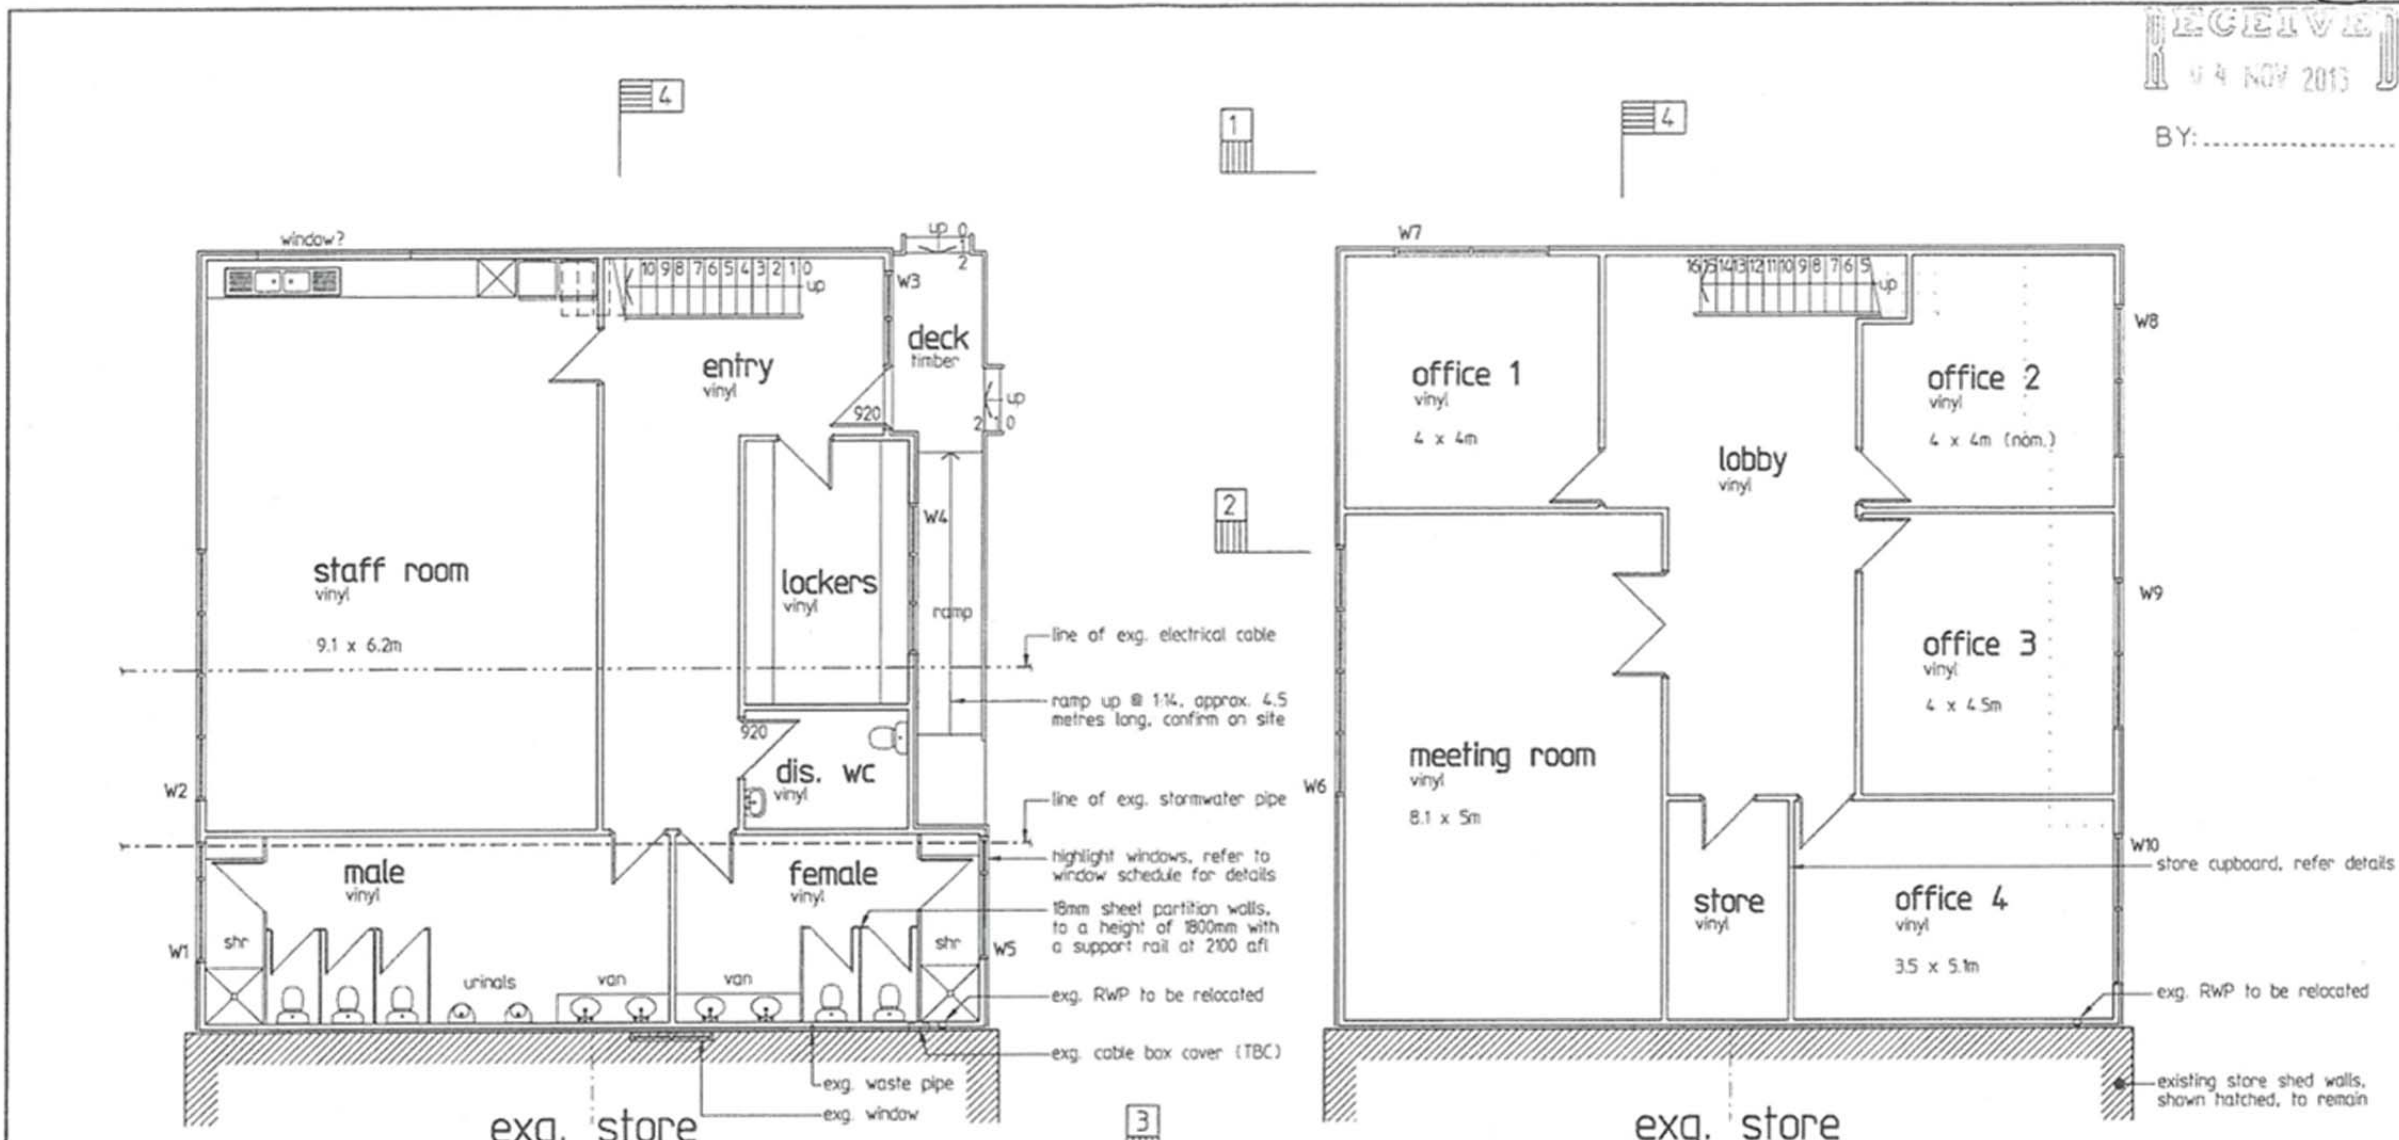 RECEIVED
04 NOV 2013
BY:
4
1
4
window?
up 0
1
2
10 9 8 7 6 5 4 3 2 1 0
up
W3
deck
timber
entry
vinyl
920
up
2 1 0
W4
staff room
vinyl
9.1 x 6.2m
lockers
vinyl
ramp
line of exg. electrical cable
ramp up @ 1:14, approx. 4.5
metres long, confirm on site
920
dis. wc
vinyl
W2
line of exg. stormwater pipe
highlight windows, refer to
window schedule for details
male
vinyl
female
vinyl
18mm sheet partition walls,
to a height of 1800mm with
a support rail at 2100 afl
W1
shr
urinals
van
van
shr
W5
exg. RWP to be relocated
exg. cable box cover (TBC)
exg. waste pipe
exg. window
exg. store
2
3
W7
16 15 14 13 12 11 10 9 8 7 6 5
up
W8
office 1
vinyl
4 x 4m
office 2
vinyl
4 x 4m (nom.)
lobby
vinyl
W9
office 3
vinyl
4 x 4.5m
W6
meeting room
vinyl
8.1 x 5m
W10
store cupboard, refer details
store
vinyl
office 4
vinyl
3.5 x 5.1m
exg. RWP to be relocated
existing store shed walls,
shown hatched, to remain
exg. store